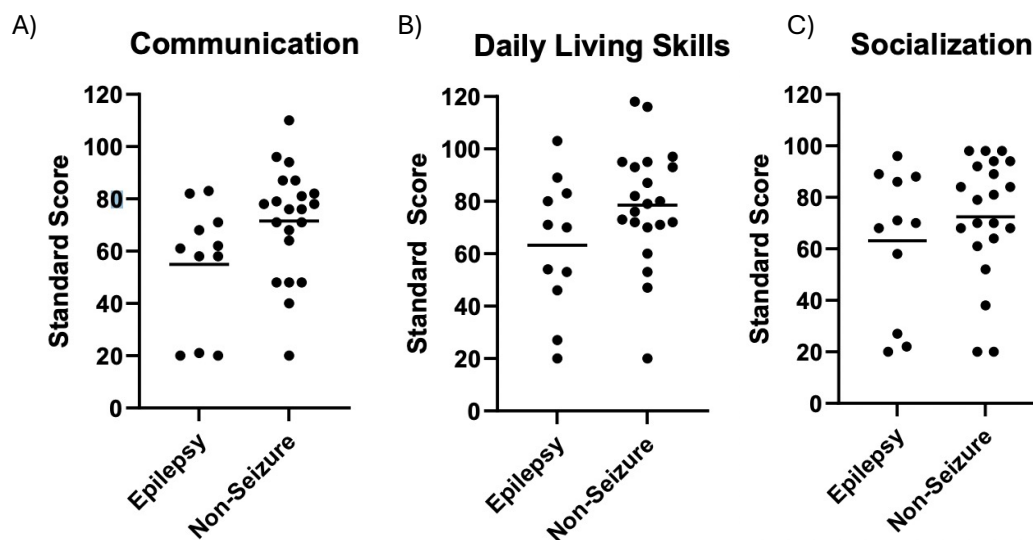 A)
Communication
Standard Score
120
100
80
60
40
20
0
Epilepsy
Non-Seizure
B)
Daily Living Skills
Standard Score
120
100
80
60
40
20
0
Epilepsy
Non-Seizure
C)
Socialization
Standard Score
120
100
80
60
40
20
0
Epilepsy
Non-Seizure